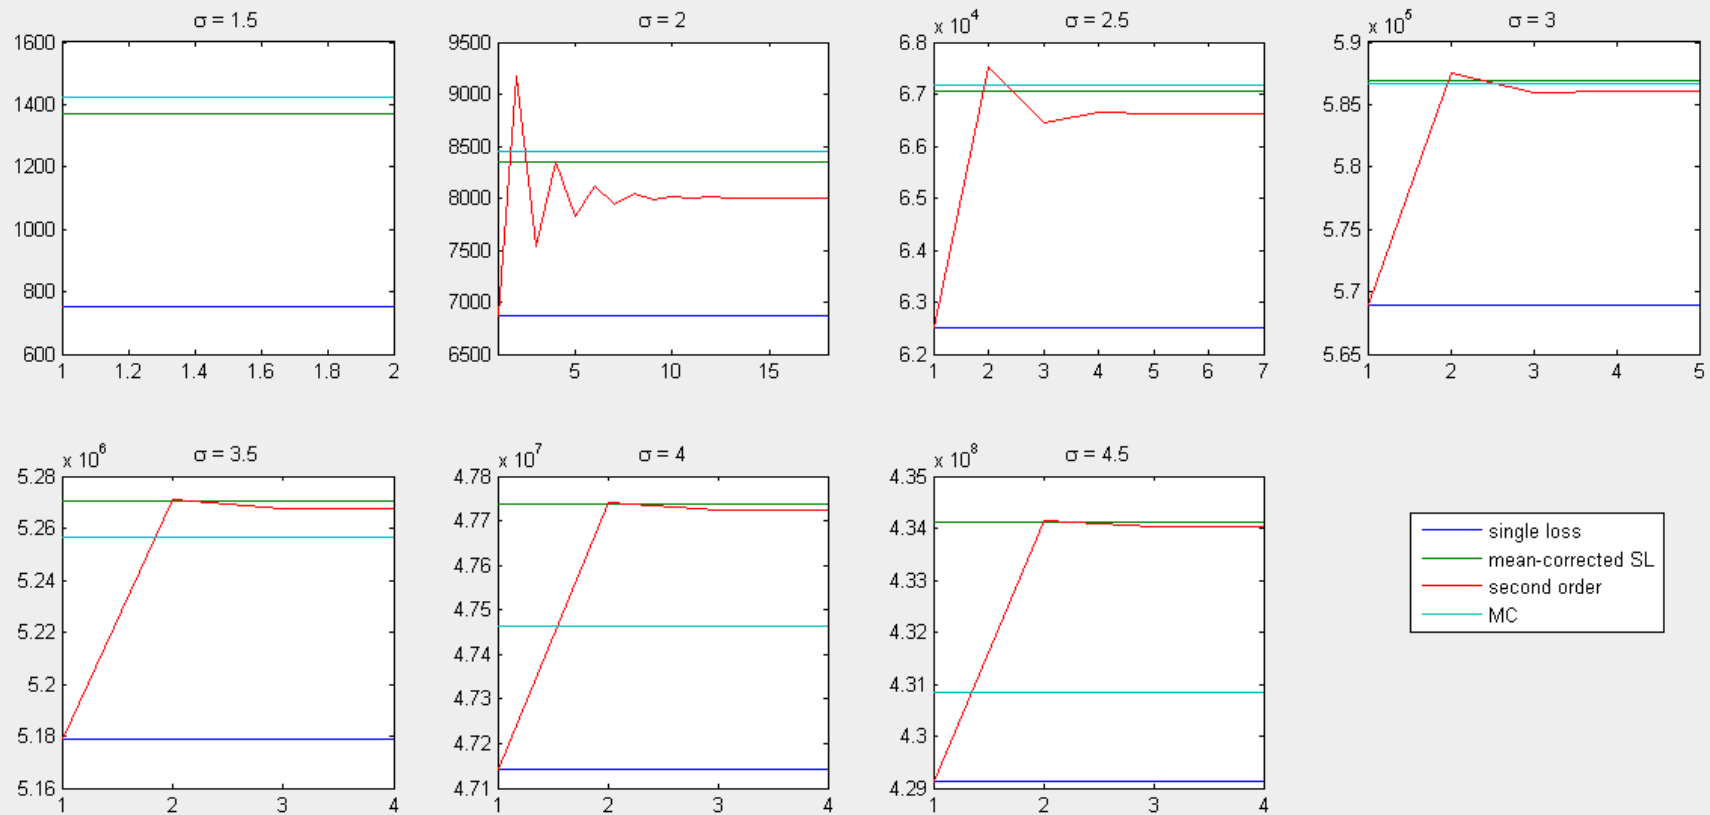 σ = 1.5
1600
1400
1200
1000
800
600
1 1.2 1.4 1.6 1.8 2
σ = 2
9500
9000
8500
8000
7500
7000
6500
5 10 15
x 10^4 σ = 2.5
6.8
6.7
6.6
6.5
6.4
6.3
6.2
1 2 3 4 5 6 7
x 10^5 σ = 3
5.9
5.85
5.8
5.75
5.7
5.65
1 2 3 4 5
x 10^6 σ = 3.5
5.28
5.26
5.24
5.22
5.2
5.18
5.16
1 2 3 4
x 10^7 σ = 4
4.78
4.77
4.76
4.75
4.74
4.73
4.72
4.71
1 2 3 4
x 10^8 σ = 4.5
4.35
4.34
4.33
4.32
4.31
4.3
4.29
1 2 3 4
single loss
mean-corrected SL
second order
MC